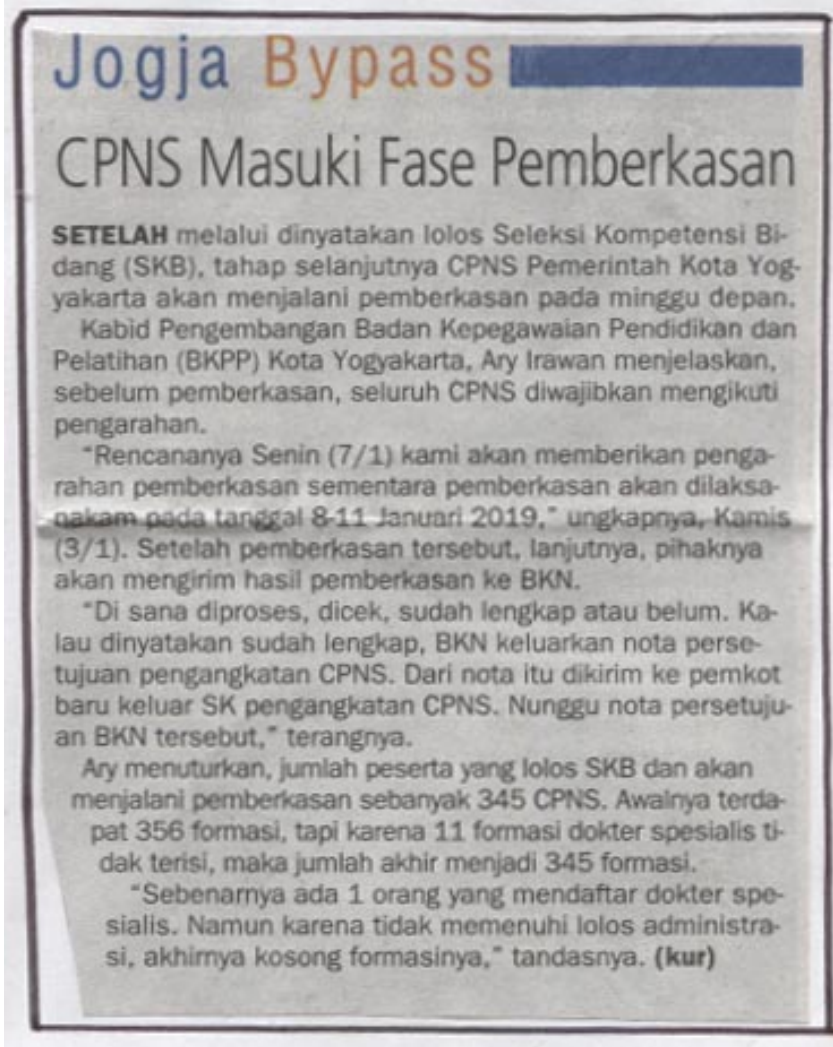 Jogja Bypass
CPNS Masuki Fase Pemberkasan
SETELAH melalui dinyatakan lolos Seleksi Kompetensi Bi-
dang (SKB), tahap selanjutnya CPNS Pemerintah Kota Yog-
yakarta akan menjalani pemberkasan pada minggu depan.
Kabid Pengembangan Badan Kepegawaian Pendidikan dan
Pelatihan (BKPP) Kota Yogyakarta, Ary Irawan menjelaskan,
sebelum pemberkasan, seluruh CPNS diwajibkan mengikuti
pengarahan.
"Rencananya Senin (7/1) kami akan memberikan penga-
rahan pemberkasan sementara pemberkasan akan dilaksa-
nakam pada tanggal 8-11 Januari 2019," ungkapnya, Kamis
(3/1). Setelah pemberkasan tersebut, lanjutnya, pihaknya
akan mengirim hasil pemberkasan ke BKN.
"Di sana diproses, dicek, sudah lengkap atau belum. Ka-
lau dinyatakan sudah lengkap, BKN keluarkan nota perse-
tujuan pengangkatan CPNS. Dari nota itu dikirim ke pemkot
baru keluar SK pengangkatan CPNS. Nunggu nota persetuju-
an BKN tersebut," terangnya.
Ary menuturkan, jumlah peserta yang lolos SKB dan akan
menjalani pemberkasan sebanyak 345 CPNS. Awalnya terda-
pat 356 formasi, tapi karena 11 formasi dokter spesialis ti-
dak terisi, maka jumlah akhir menjadi 345 formasi.
"Sebenarnya ada 1 orang yang mendaftar dokter spe-
sialis. Namun karena tidak memenuhi lolos administra-
si, akhirnya kosong formasinya," tandasnya. (kur)